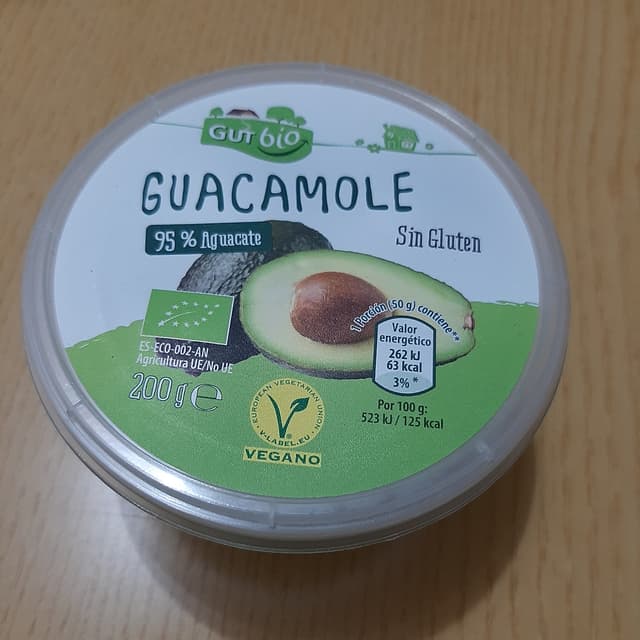 GUT bio
GUACAMOLE
95 % Aguacate
Sin Gluten
1 Porción (50 g) contiene**
Valor
energético
262 kJ
63 kcal
3% *
Por 100 g:
523 kJ / 125 kcal
ES-ECO-002-AN
Agricultura UE/No UE
200 g e
EUROPEAN VEGETARIAN UNION
V-LABEL.EU
VEGANO